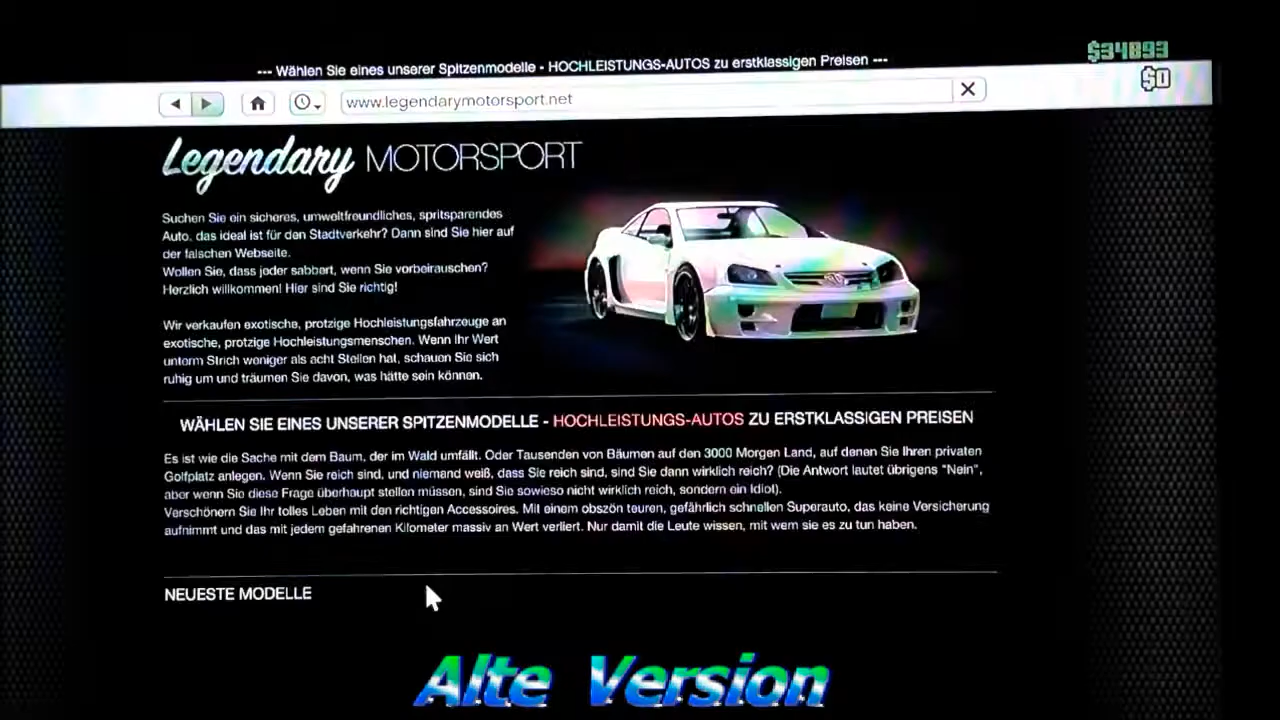 $34893
--- Wählen Sie eines unserer Spitzenmodelle - HOCHLEISTUNGS-AUTOS zu erstklassigen Preisen ---
$0
www.legendarymotorsport.net
Legendary MOTORSPORT
Suchen Sie ein sicheres, umweltfreundliches, spritsparendes
Auto, das ideal ist für den Stadtverkehr? Dann sind Sie hier auf
der falschen Webseite.
Wollen Sie, dass jeder sabbert, wenn Sie vorbeirauschen?
Herzlich willkommen! Hier sind Sie richtig!
Wir verkaufen exotische, protzige Hochleistungsfahrzeuge an
exotische, protzige Hochleistungsmenschen. Wenn Ihr Wert
unterm Strich weniger als acht Stellen hat, schauen Sie sich
ruhig um und träumen Sie davon, was hätte sein können.
WÄHLEN SIE EINES UNSERER SPITZENMODELLE - HOCHLEISTUNGS-AUTOS ZU ERSTKLASSIGEN PREISEN
Es ist wie die Sache mit dem Baum, der im Wald umfällt. Oder Tausenden von Bäumen auf den 3000 Morgen Land, auf denen Sie Ihren privaten
Golfplatz anlegen. Wenn Sie reich sind, und niemand weiß, dass Sie reich sind, sind Sie dann wirklich reich? (Die Antwort lautet übrigens "Nein",
aber wenn Sie diese Frage überhaupt stellen müssen, sind Sie sowieso nicht wirklich reich, sondern ein Idiot).
Verschönern Sie Ihr tolles Leben mit den richtigen Accessoires. Mit einem obszön teuren, gefährlich schnellen Superauto, das keine Versicherung
aufnimmt und das mit jedem gefahrenen Kilometer massiv an Wert verliert. Nur damit die Leute wissen, mit wem sie es zu tun haben.
NEUESTE MODELLE
Alte Version